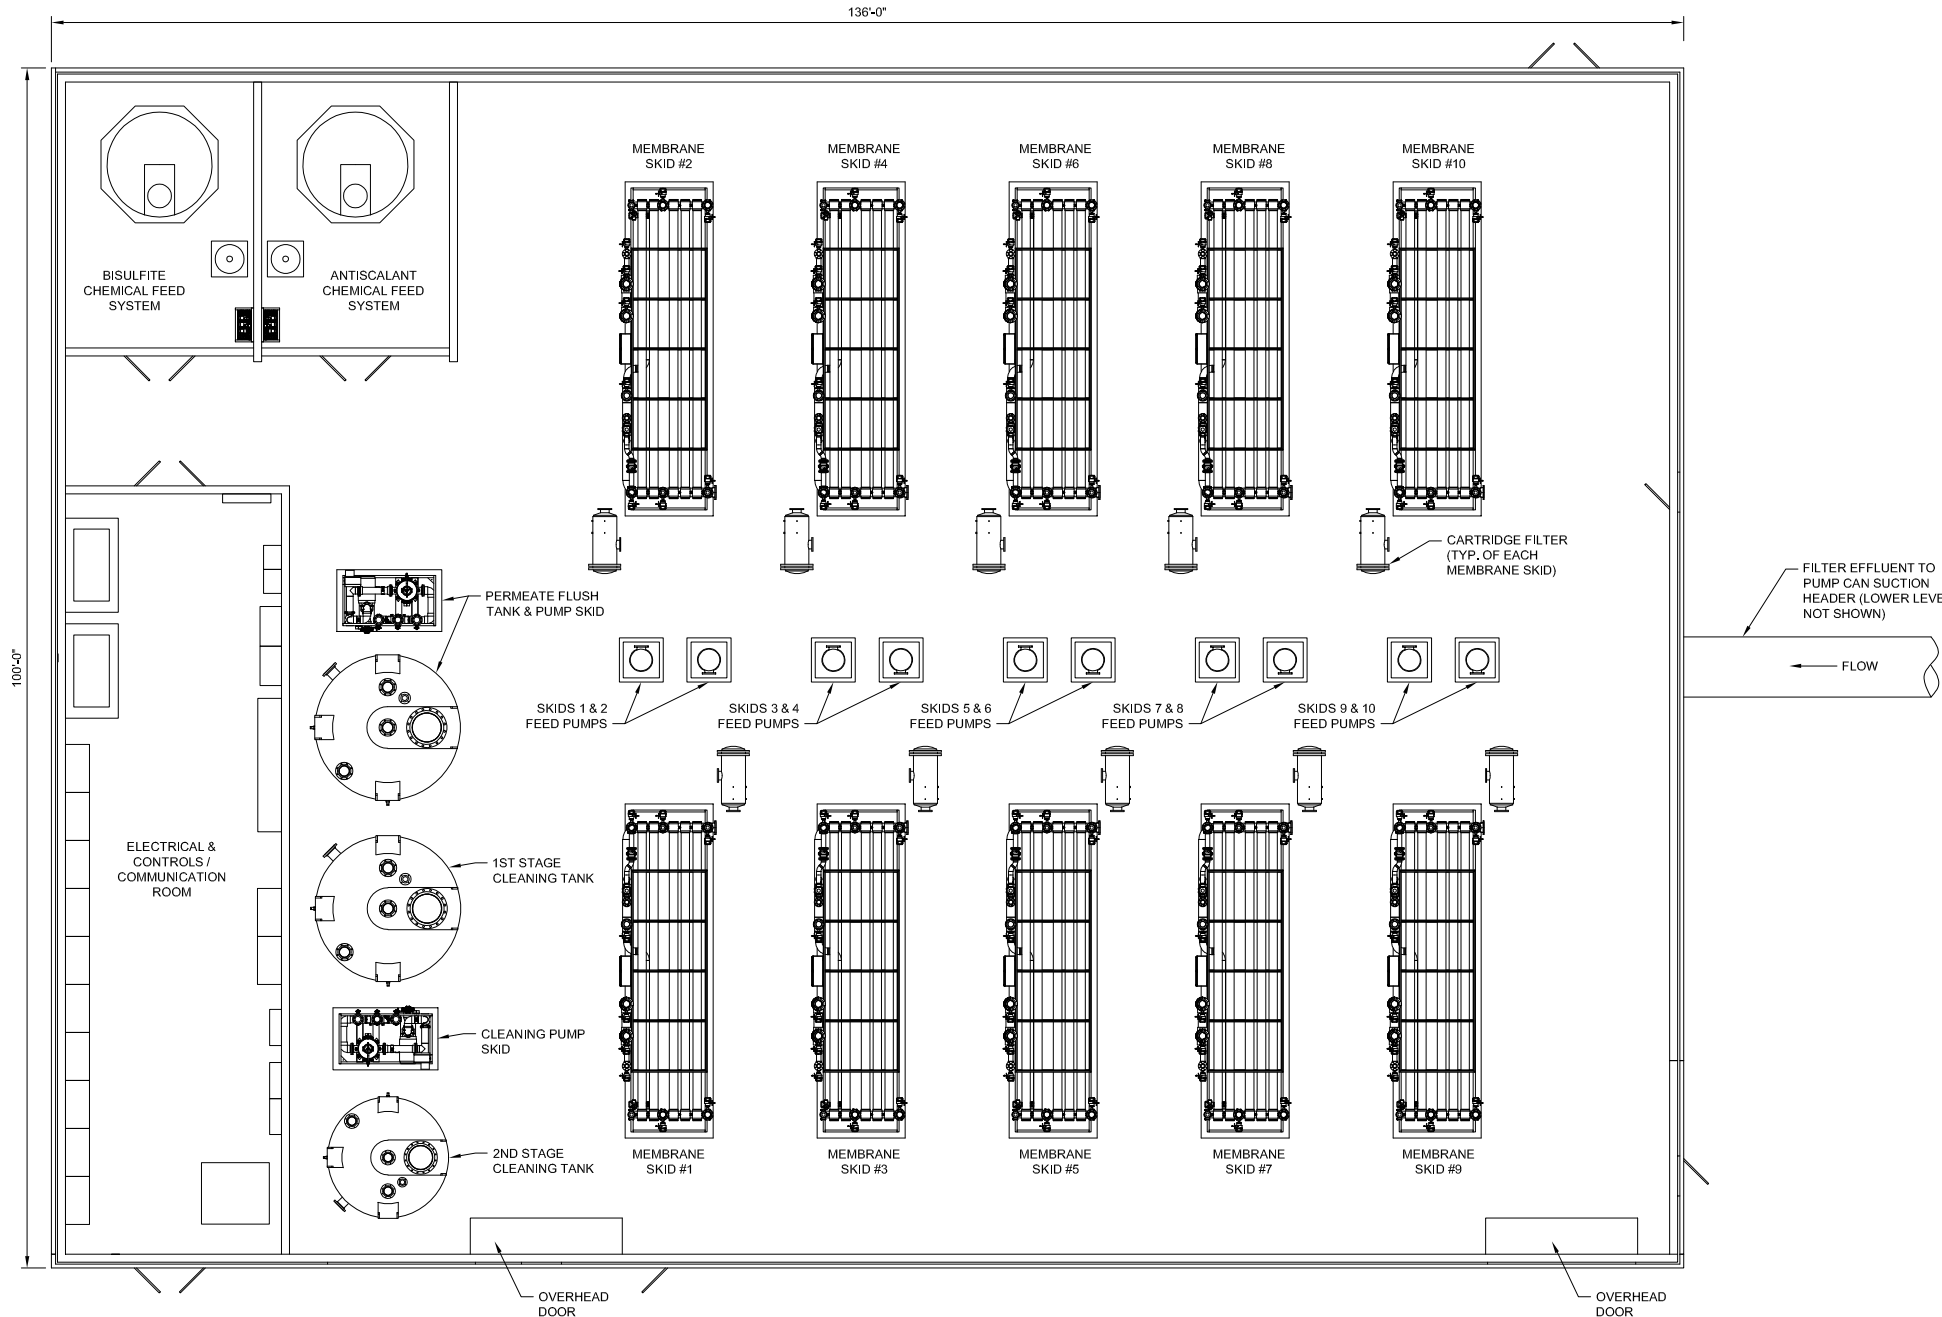 136'-0"
100'-0"
MEMBRANE
SKID #2
MEMBRANE
SKID #4
MEMBRANE
SKID #6
MEMBRANE
SKID #8
MEMBRANE
SKID #10
BISULFITE
CHEMICAL FEED
SYSTEM
ANTISCALANT
CHEMICAL FEED
SYSTEM
CARTRIDGE FILTER
(TYP. OF EACH
MEMBRANE SKID)
FILTER EFFLUENT TO
PUMP CAN SUCTION
HEADER (LOWER LEVE
NOT SHOWN)
FLOW
PERMEATE FLUSH
TANK & PUMP SKID
SKIDS 1 & 2
FEED PUMPS
SKIDS 3 & 4
FEED PUMPS
SKIDS 5 & 6
FEED PUMPS
SKIDS 7 & 8
FEED PUMPS
SKIDS 9 & 10
FEED PUMPS
ELECTRICAL &
CONTROLS /
COMMUNICATION
ROOM
1ST STAGE
CLEANING TANK
CLEANING PUMP
SKID
2ND STAGE
CLEANING TANK
MEMBRANE
SKID #1
MEMBRANE
SKID #3
MEMBRANE
SKID #5
MEMBRANE
SKID #7
MEMBRANE
SKID #9
OVERHEAD
DOOR
OVERHEAD
DOOR